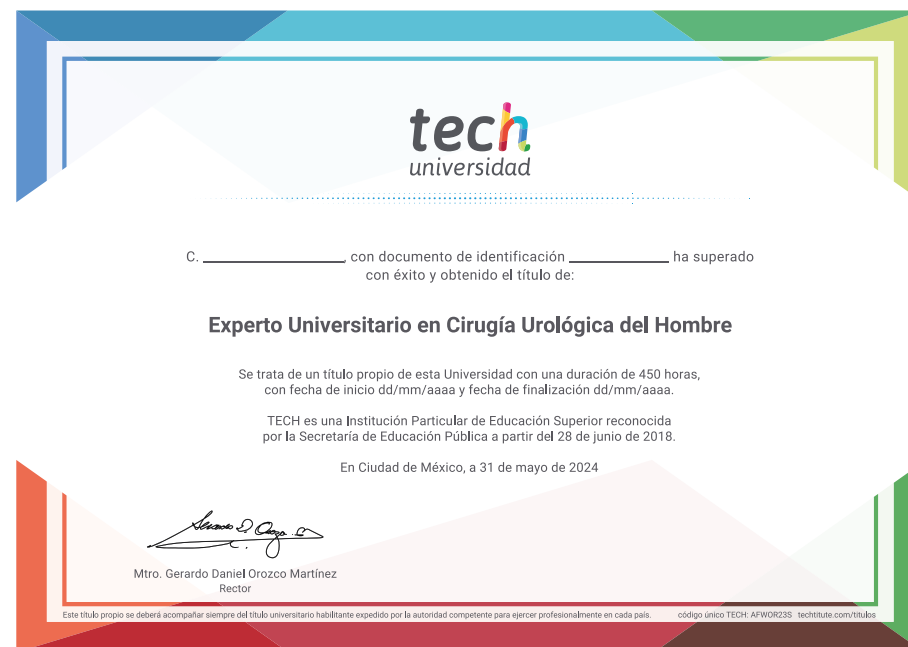 tech
universidad
C. ____________, con documento de identificación ____________ ha superado
con éxito y obtenido el título de:
Experto Universitario en Cirugía Urológica del Hombre
Se trata de un título propio de esta Universidad con una duración de 450 horas,
con fecha de inicio dd/mm/aaaa y fecha de finalización dd/mm/aaaa.
TECH es una Institución Particular de Educación Superior reconocida
por la Secretaría de Educación Pública a partir del 28 de junio de 2018.
En Ciudad de México, a 31 de mayo de 2024
Mtro. Gerardo Daniel Orozco Martínez
Rector
Este título propio se deberá acompañar siempre del título universitario habilitante expedido por la autoridad competente para ejercer profesionalmente en cada país. código único TECH: AFWOR23S techtitute.com/titulos